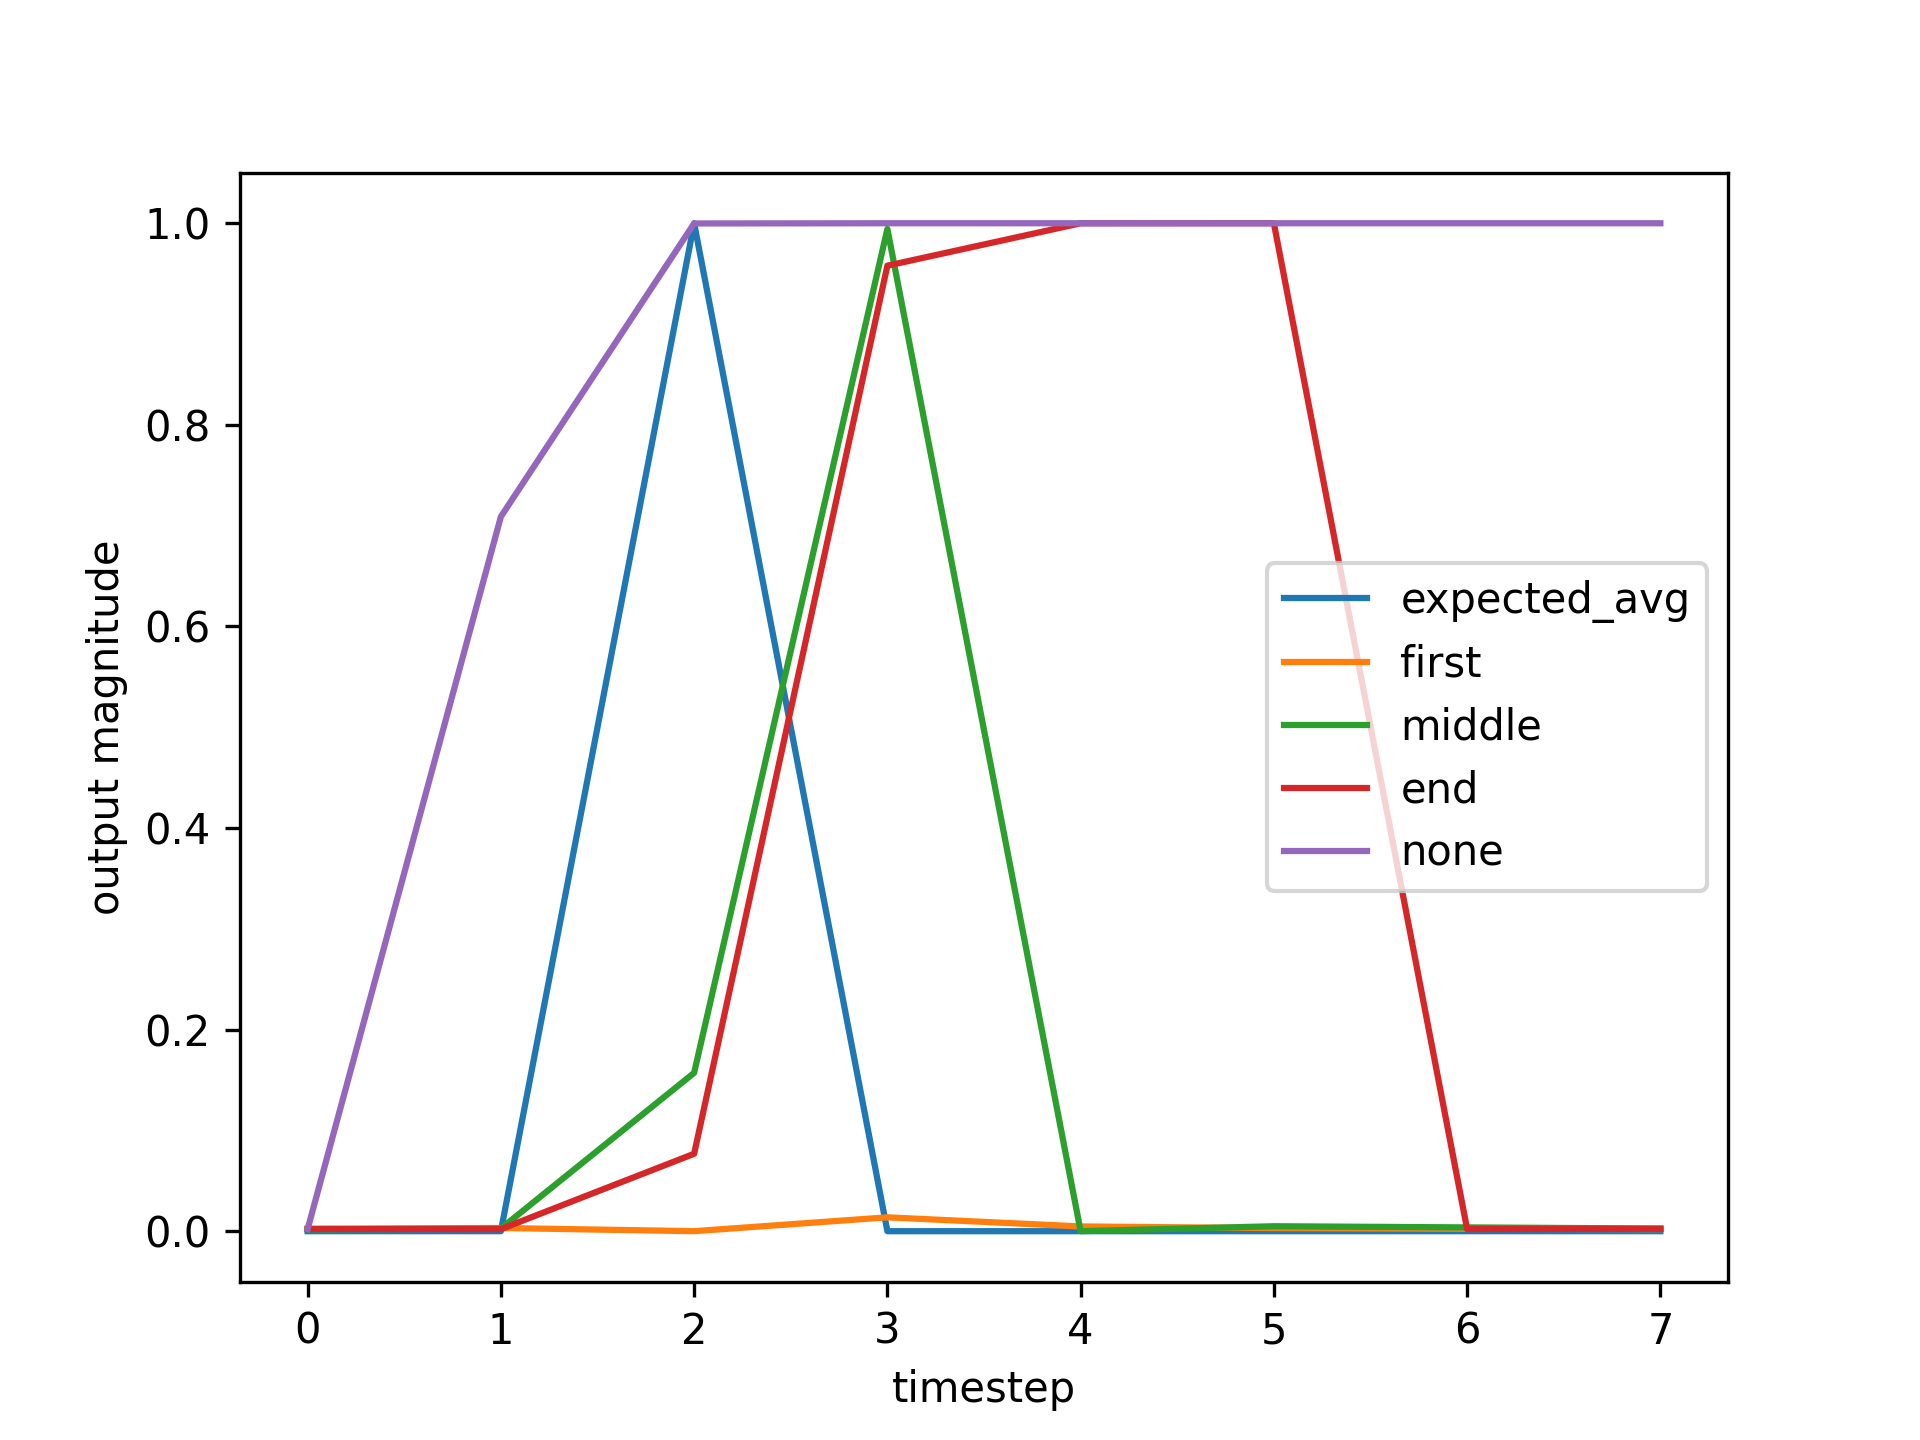 output magnitude
1.0
0.8
0.6
0.4
0.2
0.0
expected_avg
first
middle
end
none
0 1 2 3 4 5 6 7
timestep